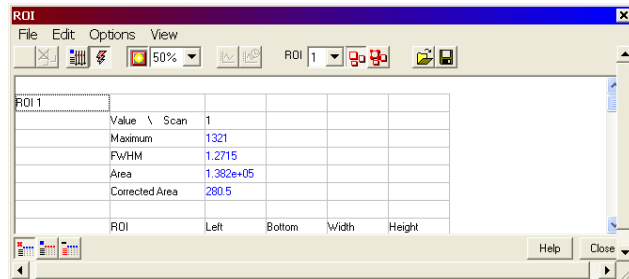 ROI
File Edit Options View
50% ROI 1
ROI 1
Value \ Scan 1
Maximum 1321
FWHM 1.2715
Area 1.382e+05
Corrected Area 280.5
ROI Left Bottom Width Height
Help Close